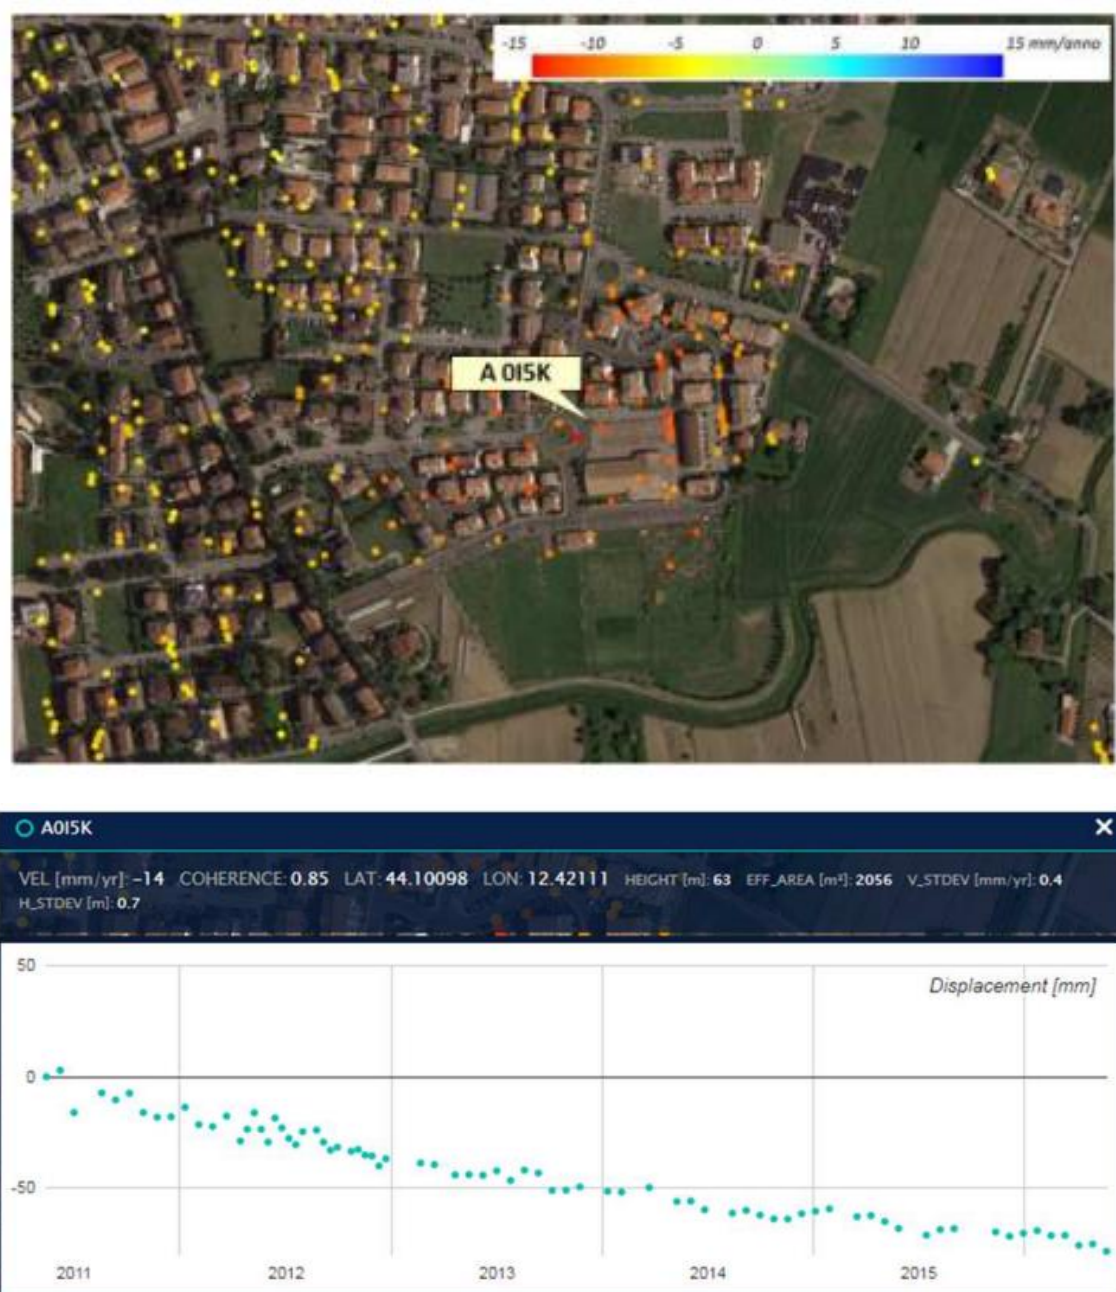 -15 -10 -5 0 5 10 15 mm/anno
A 0I5K
A0I5K ×
VEL [mm/yr]: -14 COHERENCE: 0.85 LAT: 44.10098 LON: 12.42111 HEIGHT [m]: 63 EFF_AREA [m²]: 2056 V_STDEV [mm/yr]: 0.4
H_STDEV [m]: 0.7
50
Displacement [mm]
0
-50
2011 2012 2013 2014 2015